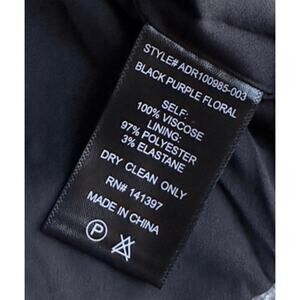 STYLE# ADR100985-003
BLACK PURPLE FLORAL
SELF:
100% VISCOSE
LINING:
97% POLYESTER
3% ELASTANE
DRY CLEAN ONLY
RN# 141397
MADE IN CHINA
P